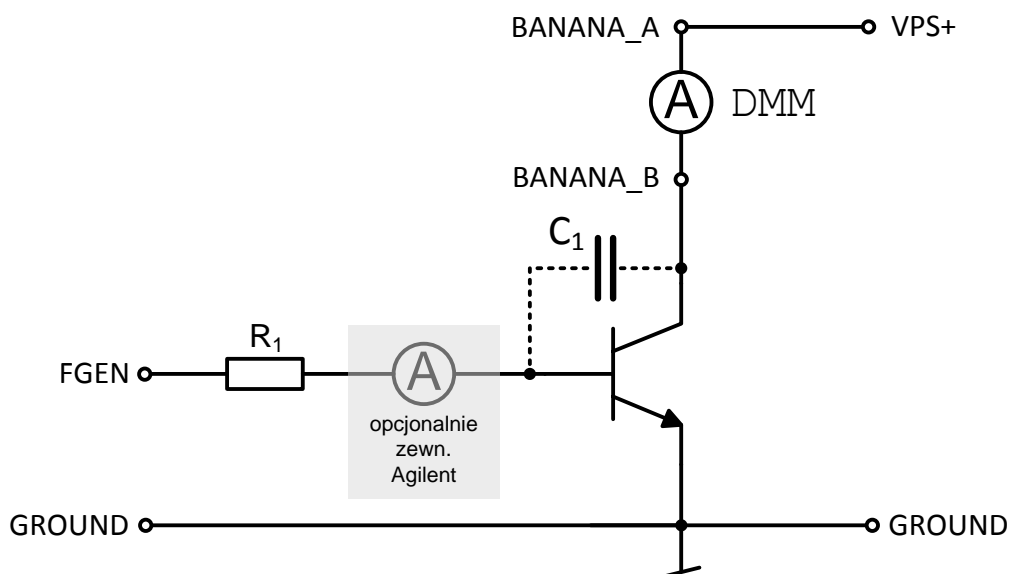 BANANA_A
VPS+
A
DMM
BANANA_B
C1
R1
FGEN
A
opcjonalnie
zewn.
Agilent
GROUND
GROUND